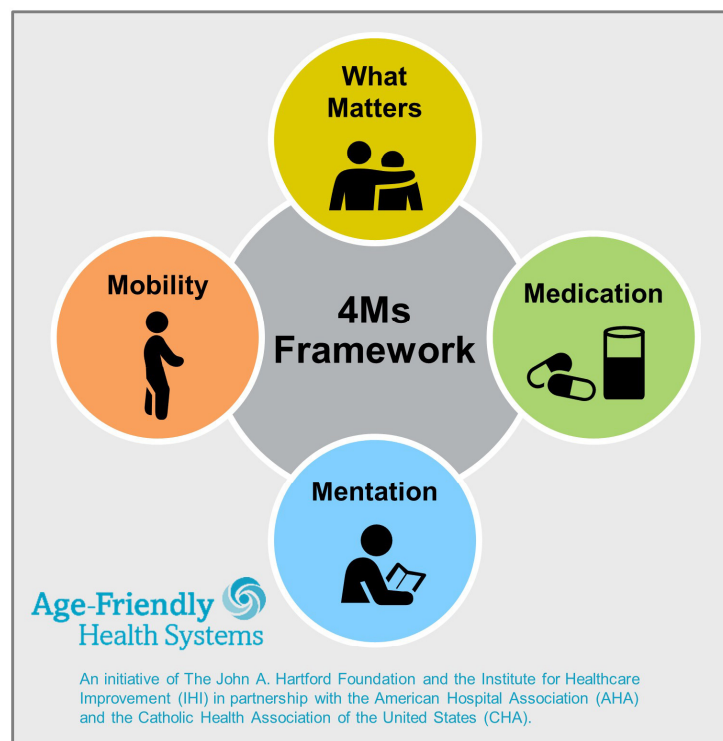 What
Matters
Mobility
4Ms
Framework
Medication
Mentation
Age-Friendly
Health Systems
An initiative of The John A. Hartford Foundation and the Institute for Healthcare
Improvement (IHI) in partnership with the American Hospital Association (AHA)
and the Catholic Health Association of the United States (CHA).